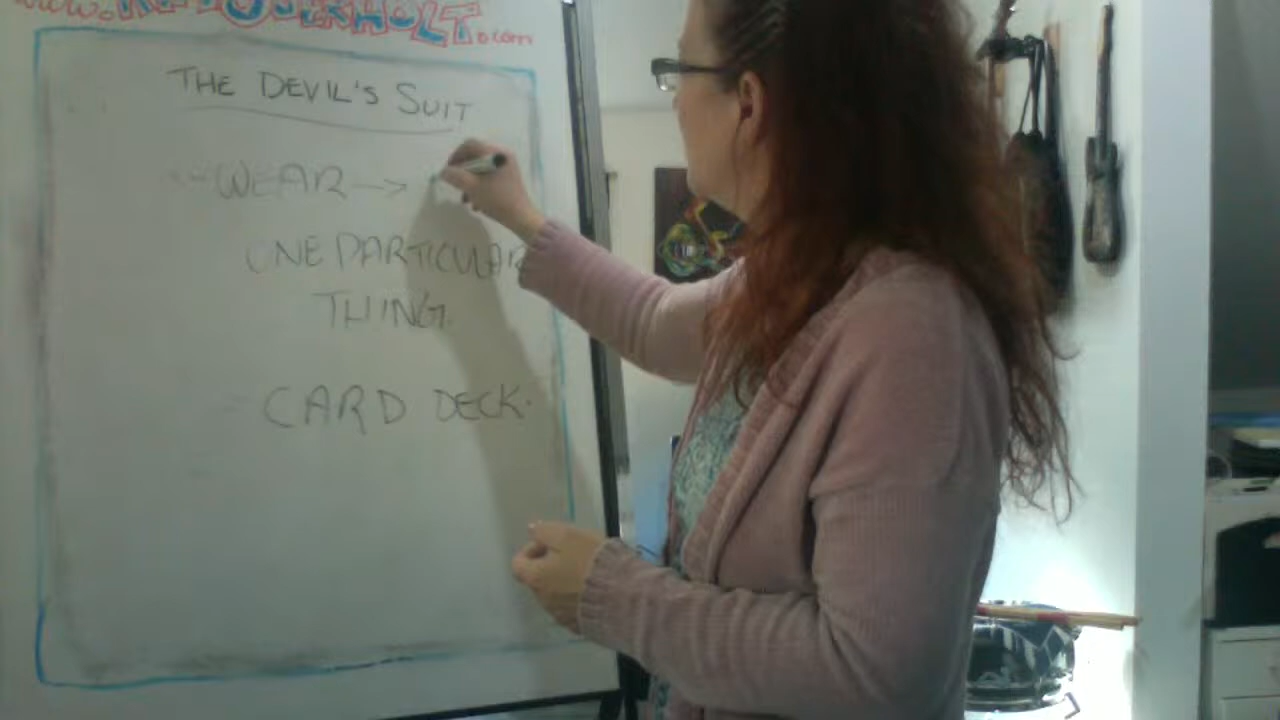 THE DEVIL'S SUIT
- WEAR ->
ONE PARTICULAR
THING.
- CARD DECK.